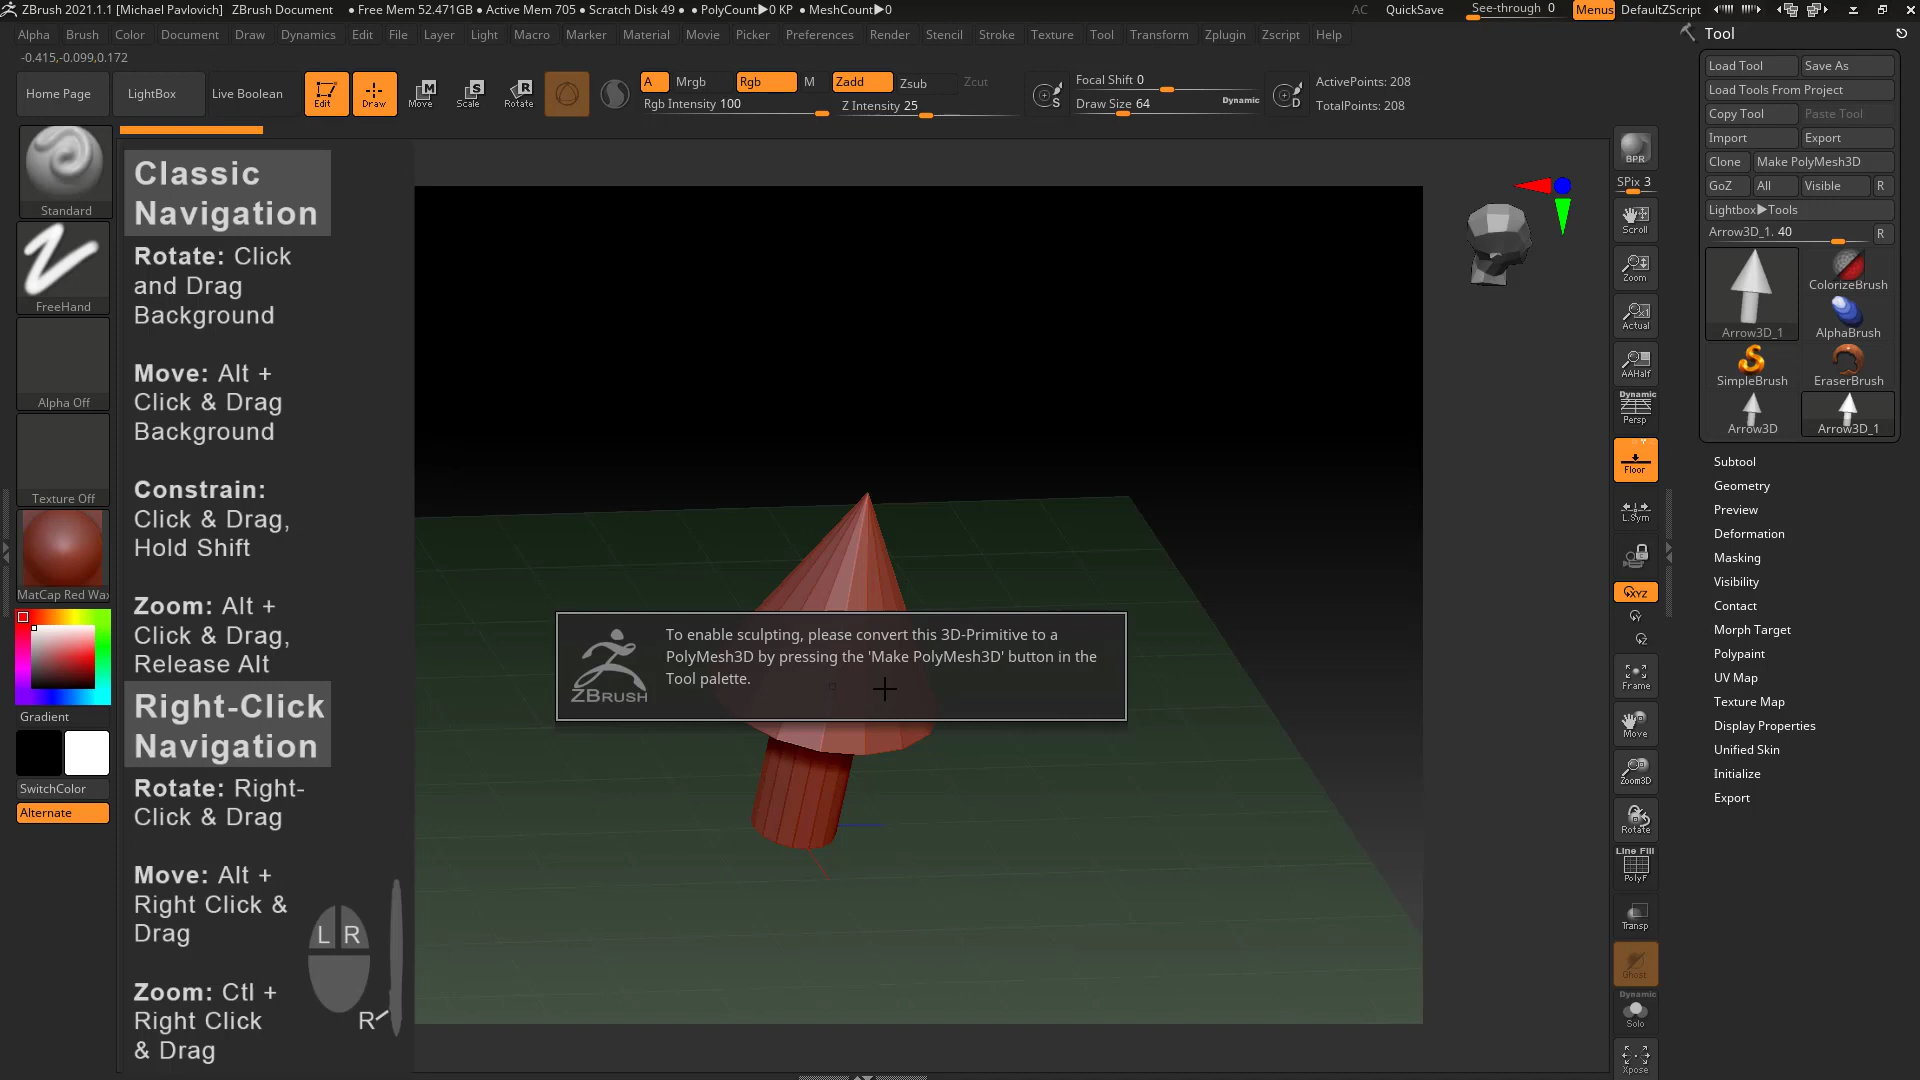 ZBrush 2021.1.1 [Michael Pavlovich] ZBrush Document • Free Mem 52.471GB • Active Mem 705 • Scratch Disk 49 • PolyCount▶0 KP • MeshCount▶0 AC QuickSave See-through 0 Menus DefaultZScript
Alpha Brush Color Document Draw Dynamics Edit File Layer Light Macro Marker Material Movie Picker Preferences Render Stencil Stroke Texture Tool Transform Zplugin Zscript Help
-0.415,-0.099,0.172
Home Page LightBox Live Boolean Edit Draw Move Scale Rotate
A Mrgb Rgb M Zadd Zsub Zcut
Rgb Intensity 100 Z Intensity 25
Focal Shift 0
Draw Size 64 Dynamic
ActivePoints: 208
TotalPoints: 208
Standard
FreeHand
Alpha Off
Texture Off
MatCap Red Wax
Gradient
SwitchColor
Alternate
Classic
Navigation
Rotate: Click
and Drag
Background
Move: Alt +
Click & Drag
Background
Constrain:
Click & Drag,
Hold Shift
Zoom: Alt +
Click & Drag,
Release Alt
Right-Click
Navigation
Rotate: Right-
Click & Drag
Move: Alt +
Right Click &
Drag
Zoom: Ctl +
Right Click
& Drag
L R
R
To enable sculpting, please convert this 3D-Primitive to a
PolyMesh3D by pressing the 'Make PolyMesh3D' button in the
Tool palette.
ZBRUSH
BPR
SPix 3
Scroll
Zoom
Actual
AAHalf
Dynamic
Persp
Floor
L.Sym
XYZ
Y
Z
Frame
Move
Zoom3D
Rotate
Line Fill
PolyF
Transp
Ghost
Dynamic
Solo
Xpose
Tool
Load Tool Save As
Load Tools From Project
Copy Tool Paste Tool
Import Export
Clone Make PolyMesh3D
GoZ All Visible R
Lightbox▶Tools
Arrow3D_1. 40 R
Arrow3D_1 ColorizeBrush
AlphaBrush
SimpleBrush EraserBrush
Arrow3D Arrow3D_1
Subtool
Geometry
Preview
Deformation
Masking
Visibility
Contact
Morph Target
Polypaint
UV Map
Texture Map
Display Properties
Unified Skin
Initialize
Export